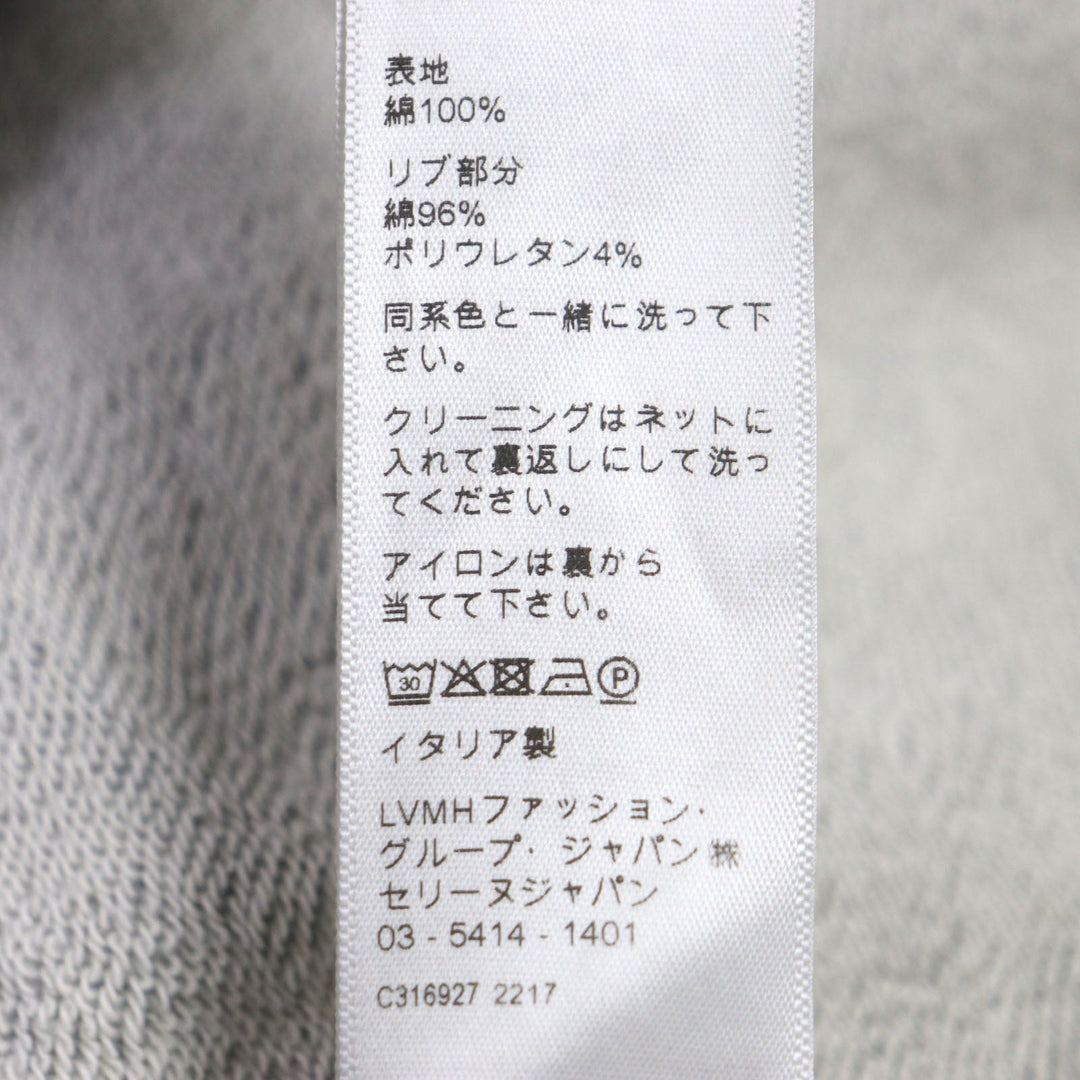 表地
綿100%
リブ部分
綿96%
ポリウレタン4%
同系色と一緒に洗って下
さい。
クリーニングはネットに
入れて裏返しにして洗っ
てください。
アイロンは裏から
当てて下さい。
30 P
イタリア製
LVMHファッション・
グループ・ジャパン㈱
セリーヌジャパン
03 - 5414 - 1401
C316927 2217